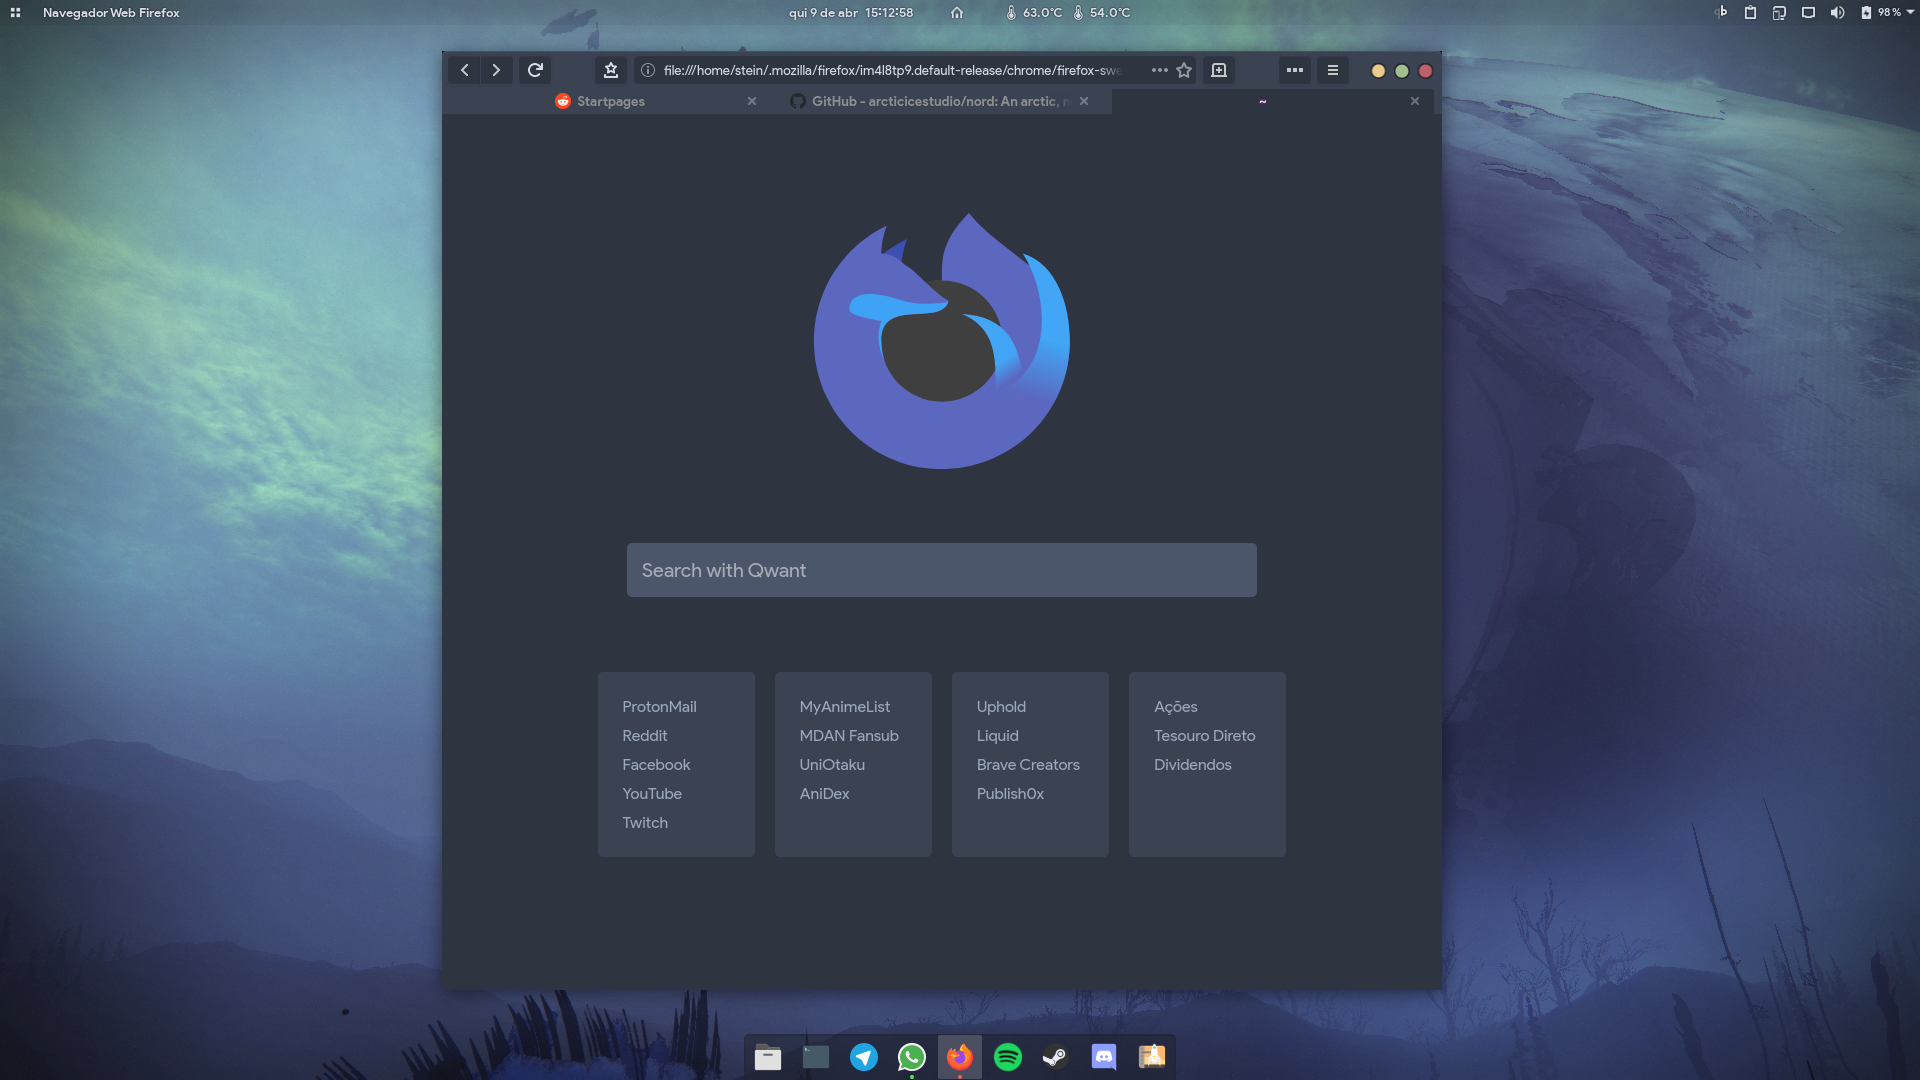 Navegador Web Firefox
qui 9 de abr 15:12:58
63.0°C 54.0°C
98 %
file:///home/stein/.mozilla/firefox/im4l8tp9.default-release/chrome/firefox-swe
Startpages
GitHub - arcticicestudio/nord: An arctic, n
~
Search with Qwant
ProtonMail
Reddit
Facebook
YouTube
Twitch
MyAnimeList
MDAN Fansub
UniOtaku
AniDex
Uphold
Liquid
Brave Creators
Publish0x
Ações
Tesouro Direto
Dividendos